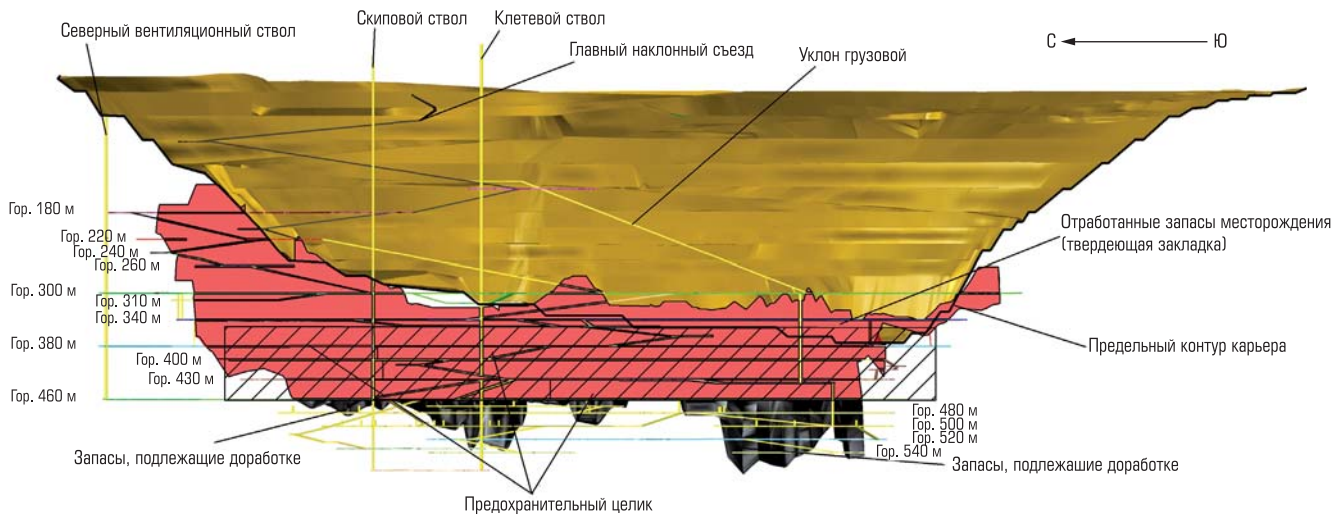 Северный вентиляционный ствол
Скиповой ствол
Клетевой ствол
Главный наклонный съезд
Уклон грузовой
С
Ю
Гор. 180 м
Гор. 220 м
Гор. 240 м
Гор. 260 м
Гор. 300 м
Гор. 310 м
Гор. 340 м
Гор. 380 м
Гор. 400 м
Гор. 430 м
Гор. 460 м
Отработанные запасы месторождения
(твердеющая закладка)
Предельный контур карьера
Гор. 480 м
Гор. 500 м
Гор. 520 м
Гор. 540 м
Запасы, подлежащие доработке
Запасы, подлежашие доработке
Предохранительный целик